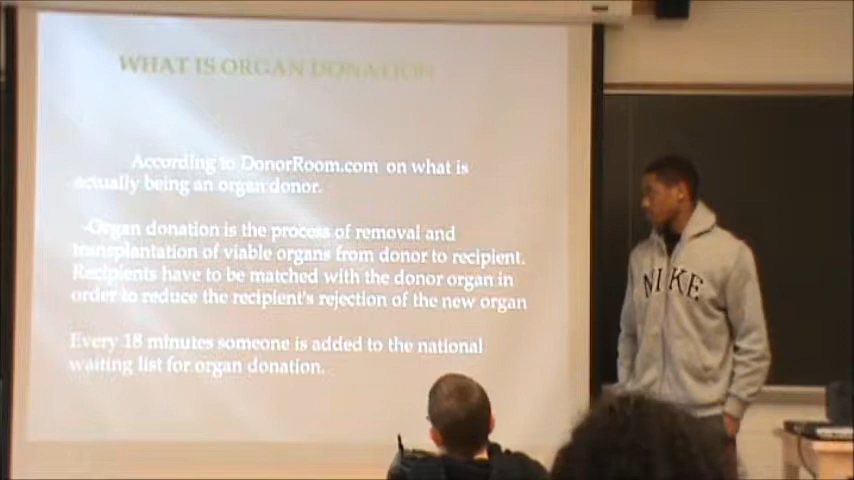 WHAT IS ORGAN DONATION
According to DonorRoom.com on what is
actually being an organ donor.
-Organ donation is the process of removal and
transplantation of viable organs from donor to recipient.
Recipients have to be matched with the donor organ in
order to reduce the recipient's rejection of the new organ
Every 18 minutes someone is added to the national
waiting list for organ donation.
NIKE